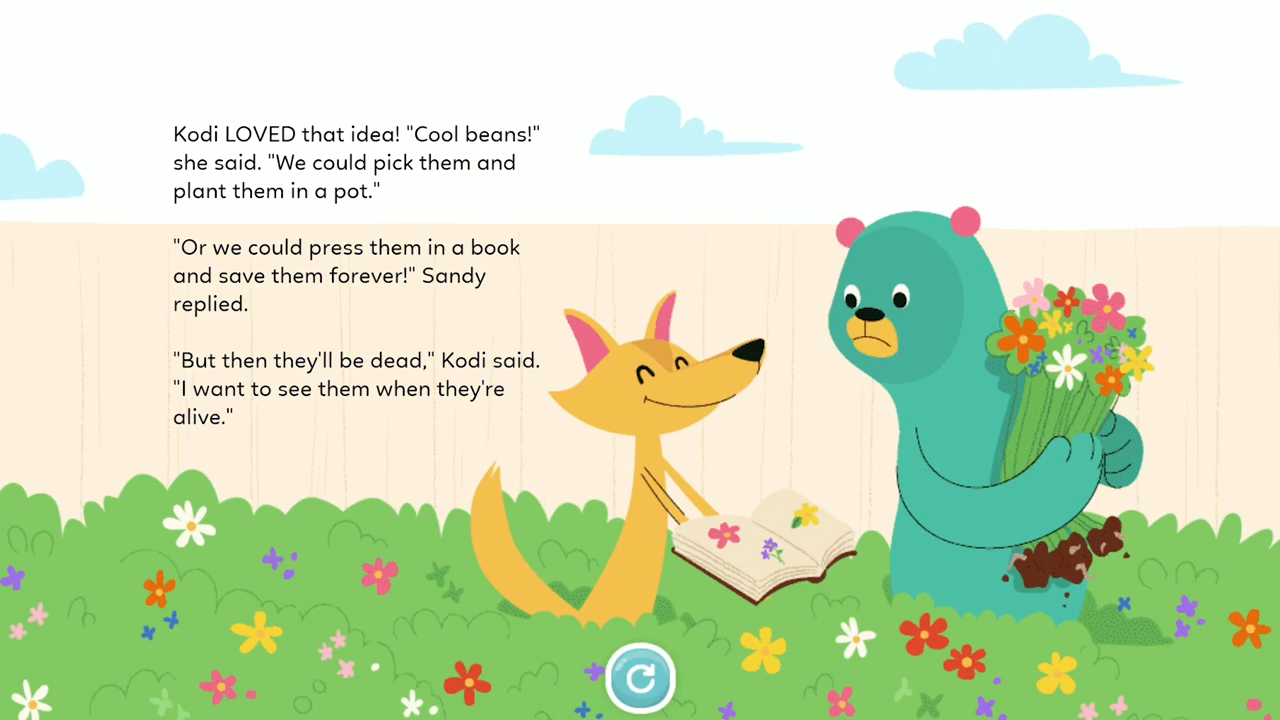 Kodi LOVED that idea! "Cool beans!"
she said. "We could pick them and
plant them in a pot."
"Or we could press them in a book
and save them forever!" Sandy
replied.
"But then they'll be dead," Kodi said.
"I want to see them when they're
alive."